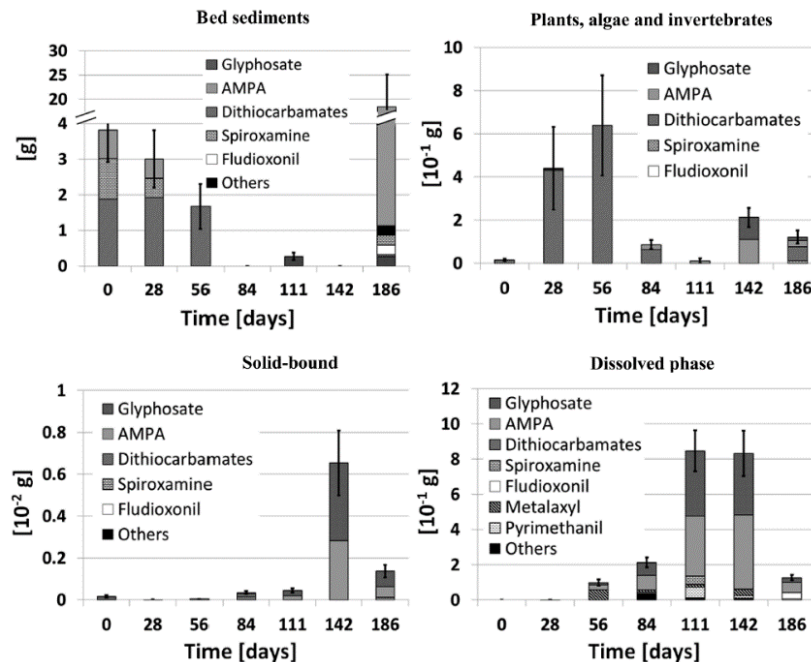 Bed sediments
30
25
20
4
3
2
1
0
[g]
Glyphosate
AMPA
Dithiocarbamates
Spiroxamine
Fludioxonil
Others
0 28 56 84 111 142 186
Time [days]
Plants, algae and invertebrates
10
8
6
4
2
0
[10⁻¹ g]
Glyphosate
AMPA
Dithiocarbamates
Spiroxamine
Fludioxonil
0 28 56 84 111 142 186
Time [days]
Solid-bound
1
0.8
0.6
0.4
0.2
0
[10⁻² g]
Glyphosate
AMPA
Dithiocarbamates
Spiroxamine
Fludioxonil
Others
0 28 56 84 111 142 186
Time [days]
Dissolved phase
12
10
8
6
4
2
0
[10⁻¹ g]
Glyphosate
AMPA
Dithiocarbamates
Spiroxamine
Fludioxonil
Metalaxyl
Pyrimethanil
Others
0 28 56 84 111 142 186
Time [days]